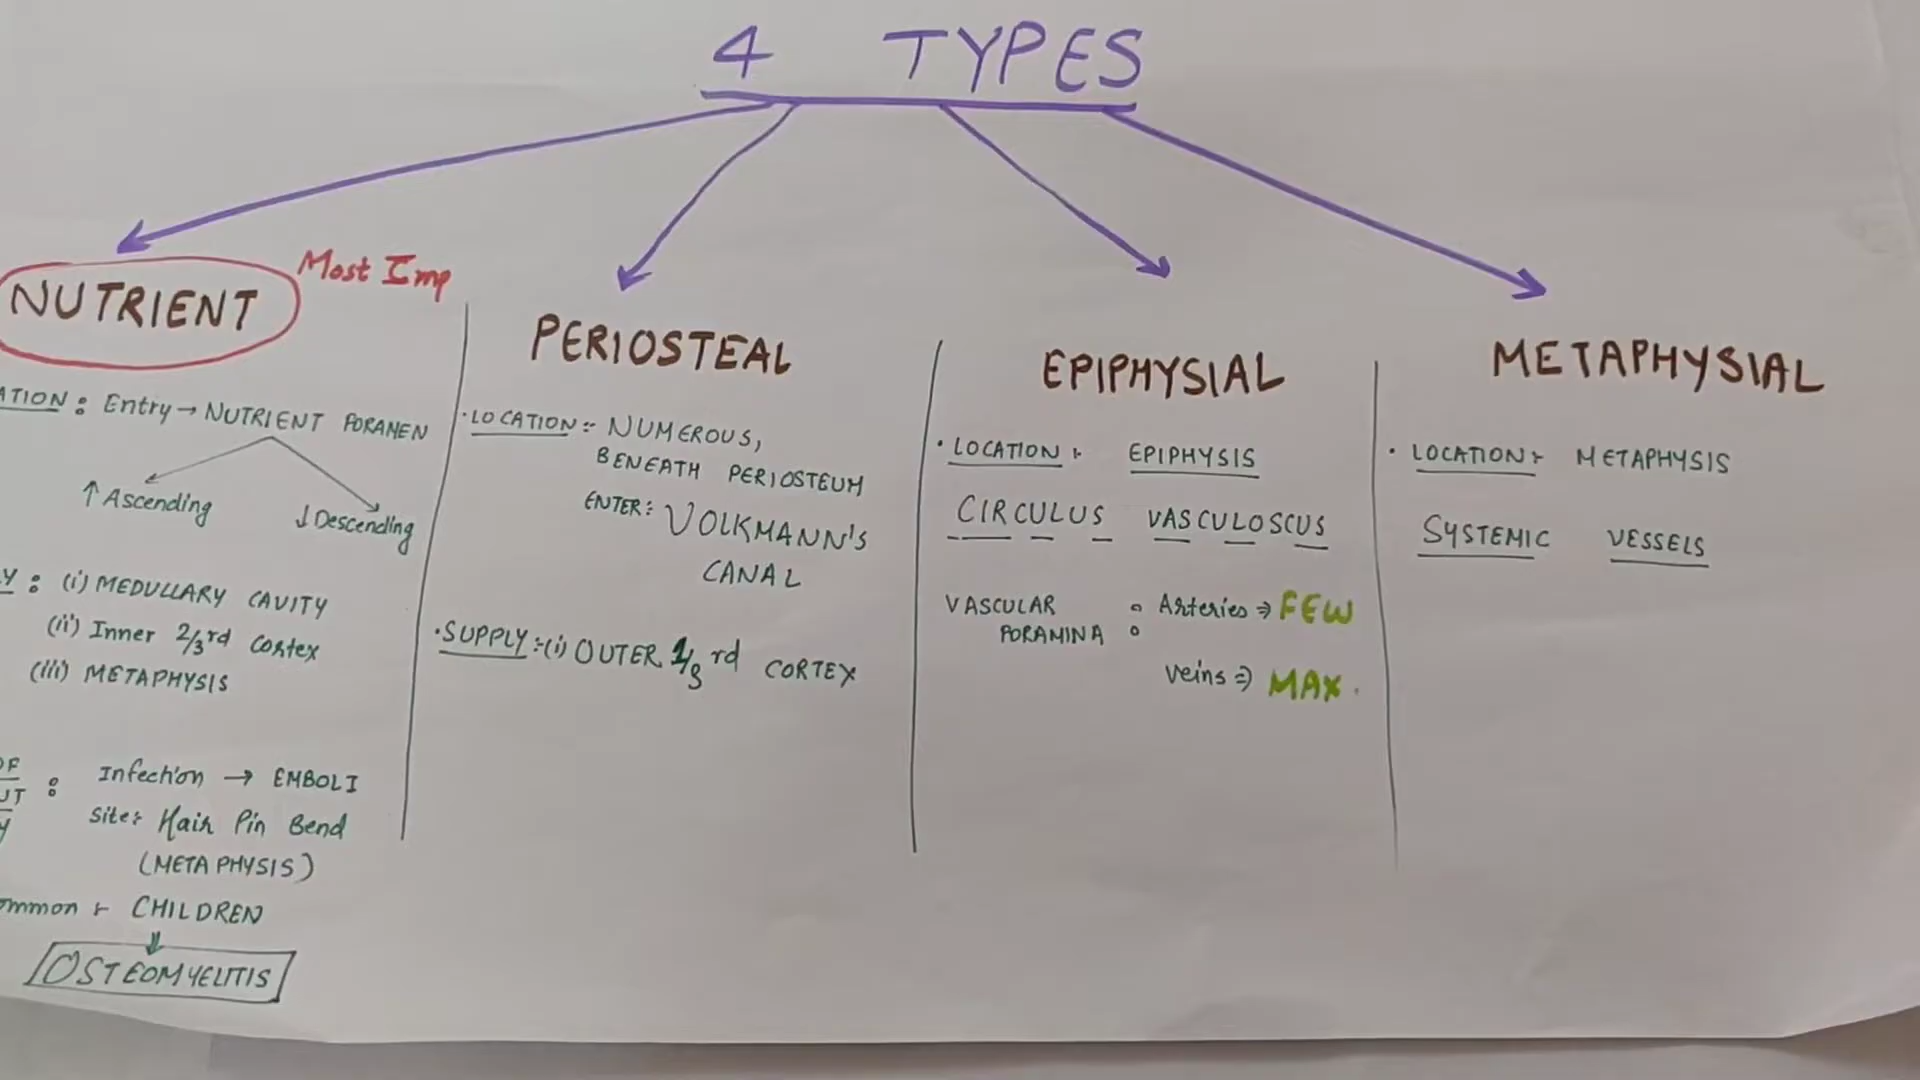 4 TYPES
NUTRIENT
Most Imp
ATION: Entry → NUTRIENT FORAMEN
↑ Ascending
↓ Descending
Y: (i) MEDULLARY CAVITY
(ii) Inner 2/3rd Cortex
(iii) METAPHYSIS
OF
UT
Y
: Infection → EMBOLI
Site: Hair Pin Bend
(METAPHYSIS)
ommon: CHILDREN
OSTEOMYELITIS
PERIOSTEAL
• LOCATION:- NUMEROUS,
BENEATH PERIOSTEUM
ENTER: VOLKMANN'S
CANAL
• SUPPLY:- (i) OUTER 1/3 rd CORTEX
EPIPHYSIAL
• LOCATION: EPIPHYSIS
CIRCULUS VASCULOSCUS
VASCULAR
FORAMINA : Arteries ⇒ FEW
Veins ⇒ MAX.
METAPHYSIAL
• LOCATION: METAPHYSIS
SYSTEMIC VESSELS